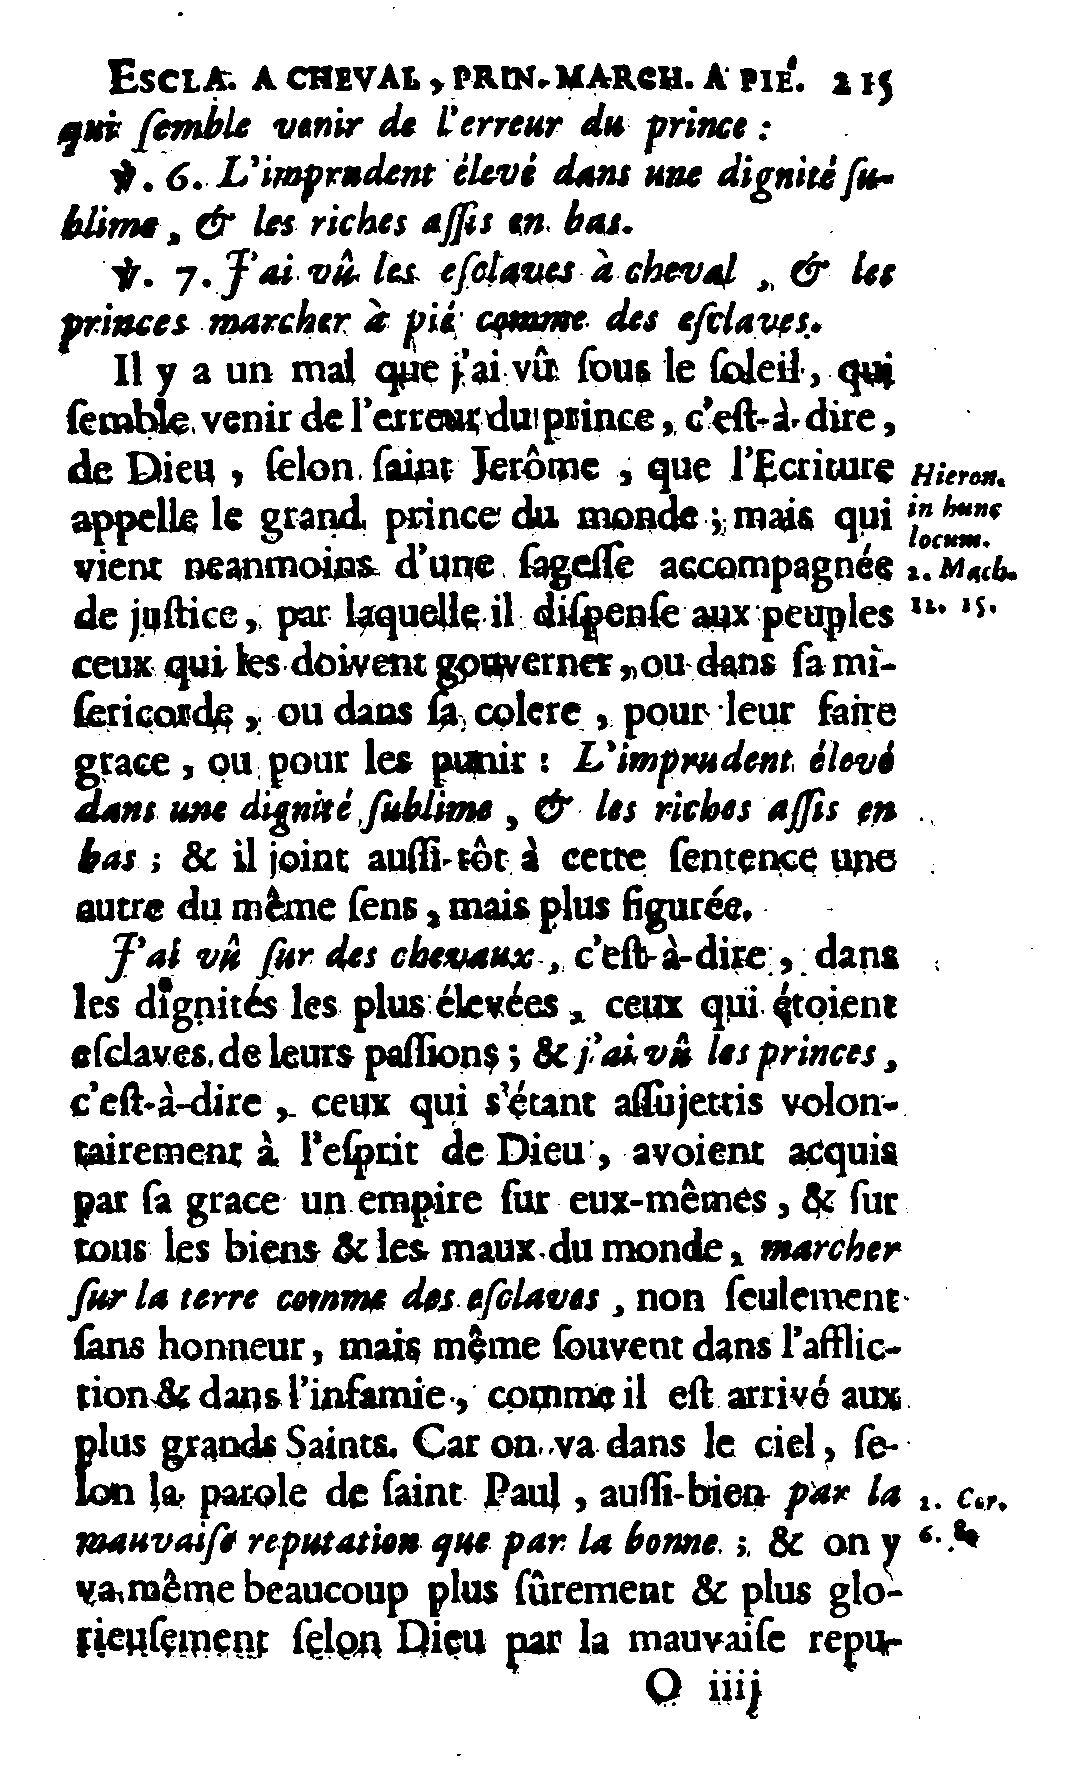 ESCLA. A CHEVAL, PRIN. MARCH. A PIÉ. 215
qui ſemble venir de l'erreur du prince :
℣. 6. L'imprudent élevé dans une dignité ſu-
blime, & les riches aſſis en bas.
℣. 7. J'ai vû les eſclaves à cheval, & les
princes marcher à pié comme des eſclaves.
Il y a un mal que j'ai vû ſous le ſoleil, qui
ſemble venir de l'erreur du prince, c'eſt-à-dire,
de Dieu, ſelon ſaint Jerôme, que l'Ecriture
appelle le grand prince du monde ; mais qui
vient neanmoins d'une ſageſſe accompagnée
de juſtice, par laquelle il diſpenſe aux peuples
ceux qui les doivent gouverner, ou dans ſa mi-
ſericorde, ou dans ſa colere, pour leur faire
grace, ou pour les punir : L'imprudent élevé
dans une dignité ſublime, & les riches aſſis en
bas ; & il joint auſſi-tôt à cette ſentence une
autre du même ſens, mais plus figurée.
J'ai vû ſur des chevaux, c'eſt-à-dire, dans
les dignités les plus élevées, ceux qui étoient
eſclaves de leurs paſſions ; & j'ai vû les princes,
c'eſt-à-dire, ceux qui s'étant aſſujettis volon-
tairement à l'eſprit de Dieu, avoient acquis
par ſa grace un empire ſur eux-mêmes, & ſur
tous les biens & les maux du monde, marcher
ſur la terre comme des eſclaves, non ſeulement
ſans honneur, mais même ſouvent dans l'afflic-
tion & dans l'infamie, comme il eſt arrivé aux
plus grands Saints. Car on va dans le ciel, ſe-
lon la parole de ſaint Paul, auſſi-bien par la
mauvaiſe reputation que par la bonne ; & on y
va même beaucoup plus ſûrement & plus glo-
rieuſement ſelon Dieu par la mauvaiſe repu-
O iiij
Hieron.
in hunc
locum.
2. Mach.
12. 15.
2. Cor.
6. 8.